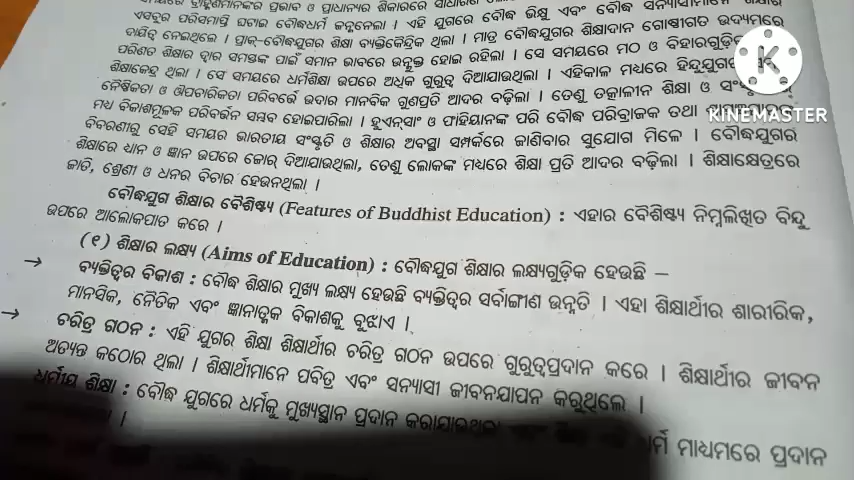 ଏସବୁର ପରିସମାପ୍ତି ଘଟାଇ ବୌଦ୍ଧଧର୍ମ ଜନ୍ମନେଲା । ଏହି ଯୁଗରେ ବୌଦ୍ଧ ଭିକ୍ଷୁ ଏବଂ ବୌଦ୍ଧ ସନ୍ୟାସୀମାନେ
ଦାୟିତ୍ୱ ନେଇଥିଲେ । ପ୍ରାକ୍-ବୌଦ୍ଧଯୁଗର ଶିକ୍ଷା ବ୍ୟକ୍ତିକୈନ୍ଦ୍ରିକ ଥିଲା । ମାତ୍ର ବୌଦ୍ଧଯୁଗର ଶିକ୍ଷାଦାନ ଗୋଷ୍ଠୀଗତ ଉଦ୍ୟମରେ
ପରିଣତ ଶିକ୍ଷାର ଦ୍ୱାର ସମସ୍ତଙ୍କ ପାଇଁ ସମାନ ଭାବରେ ଉନ୍ମୁକ୍ତ ହୋଇ ରହିଲା । ସେ ସମୟରେ ମଠ ଓ ବିହାରଗୁଡ଼ିକ
ଶିକ୍ଷାକେନ୍ଦ୍ର ଥିଲା । ସେ ସମୟରେ ଧର୍ମଶିକ୍ଷା ଉପରେ ଅଧିକ ଗୁରୁତ୍ୱ ଦିଆଯାଉଥିଲା । ଏହିକାଳ ମଧ୍ୟରେ ହିନ୍ଦୁଯୁଗର
ନୈଷ୍ଠିକତା ଓ ଔପଚାରିକତା ପରିବର୍ତ୍ତେ ଉଦାର ମାନବିକ ଗୁଣପ୍ରତି ଆଦର ବଢ଼ିଲା । ତେଣୁ ତତ୍କାଳୀନ ଶିକ୍ଷା ଓ
ମଧ୍ୟ ବିକାଶମୂଳକ ପରିବର୍ତ୍ତନ ସମ୍ଭବ ହୋଇପାରିଲା । ହୁଏନ୍‌ସାଂ ଓ ଫାହିୟାନଙ୍କ ପରି ବୌଦ୍ଧ ପରିବ୍ରାଜକ ତଥା
ବିବରଣୀରୁ ସେହି ସମୟର ଭାରତୀୟ ସଂସ୍କୃତି ଓ ଶିକ୍ଷାର ଅବସ୍ଥା ସମ୍ପର୍କରେ ଜାଣିବାର ସୁଯୋଗ ମିଳେ । ବୌଦ୍ଧଯୁଗର
ଶିକ୍ଷାରେ ଧ୍ୟାନ ଓ ଜ୍ଞାନ ଉପରେ ଜୋର୍ ଦିଆଯାଉଥିଲା, ତେଣୁ ଲୋକଙ୍କ ମଧ୍ୟରେ ଶିକ୍ଷା ପ୍ରତି ଆଦର ବଢ଼ିଲା । ଶିକ୍ଷାକ୍ଷେତ୍ରରେ
ଜାତି, ଶ୍ରେଣୀ ଓ ଧନର ବିଚାର ହେଉନଥିଲା ।
ବୌଦ୍ଧଯୁଗ ଶିକ୍ଷାର ବୈଶିଷ୍ଟ୍ୟ (Features of Buddhist Education) : ଏହାର ବୈଶିଷ୍ଟ୍ୟ ନିମ୍ନଲିଖିତ ବିନ୍ଦୁ
ଉପରେ ଆଲୋକପାତ କରେ ।
(୧) ଶିକ୍ଷାର ଲକ୍ଷ୍ୟ (Aims of Education) : ବୌଦ୍ଧଯୁଗ ଶିକ୍ଷାର ଲକ୍ଷ୍ୟଗୁଡ଼ିକ ହେଉଛି –
→ ବ୍ୟକ୍ତିତ୍ୱର ବିକାଶ : ବୌଦ୍ଧ ଶିକ୍ଷାର ମୁଖ୍ୟ ଲକ୍ଷ୍ୟ ହେଉଛି ବ୍ୟକ୍ତିତ୍ୱର ସର୍ବାଙ୍ଗୀଣ ଉନ୍ନତି । ଏହା ଶିକ୍ଷାର୍ଥୀର ଶାରୀରିକ,
ମାନସିକ, ନୈତିକ ଏବଂ ଜ୍ଞାନାତ୍ମକ ବିକାଶକୁ ବୁଝାଏ ।
→ ଚରିତ୍ର ଗଠନ : ଏହି ଯୁଗର ଶିକ୍ଷା ଶିକ୍ଷାର୍ଥୀର ଚରିତ୍ର ଗଠନ ଉପରେ ଗୁରୁତ୍ୱପ୍ରଦାନ କରେ । ଶିକ୍ଷାର୍ଥୀର ଜୀବନ
ଅତ୍ୟନ୍ତ କଠୋର ଥିଲା । ଶିକ୍ଷାର୍ଥୀମାନେ ପବିତ୍ର ଏବଂ ସନ୍ୟାସୀ ଜୀବନଯାପନ କରୁଥିଲେ ।
ଧର୍ମୀୟ ଶିକ୍ଷା : ବୌଦ୍ଧ ଯୁଗରେ ଧର୍ମକୁ ମୁଖ୍ୟସ୍ଥାନ ପ୍ରଦାନ କରାଯାଉଥିଲା ଧର୍ମ ମାଧ୍ୟମରେ ପ୍ରଦାନ
KINEMASTER